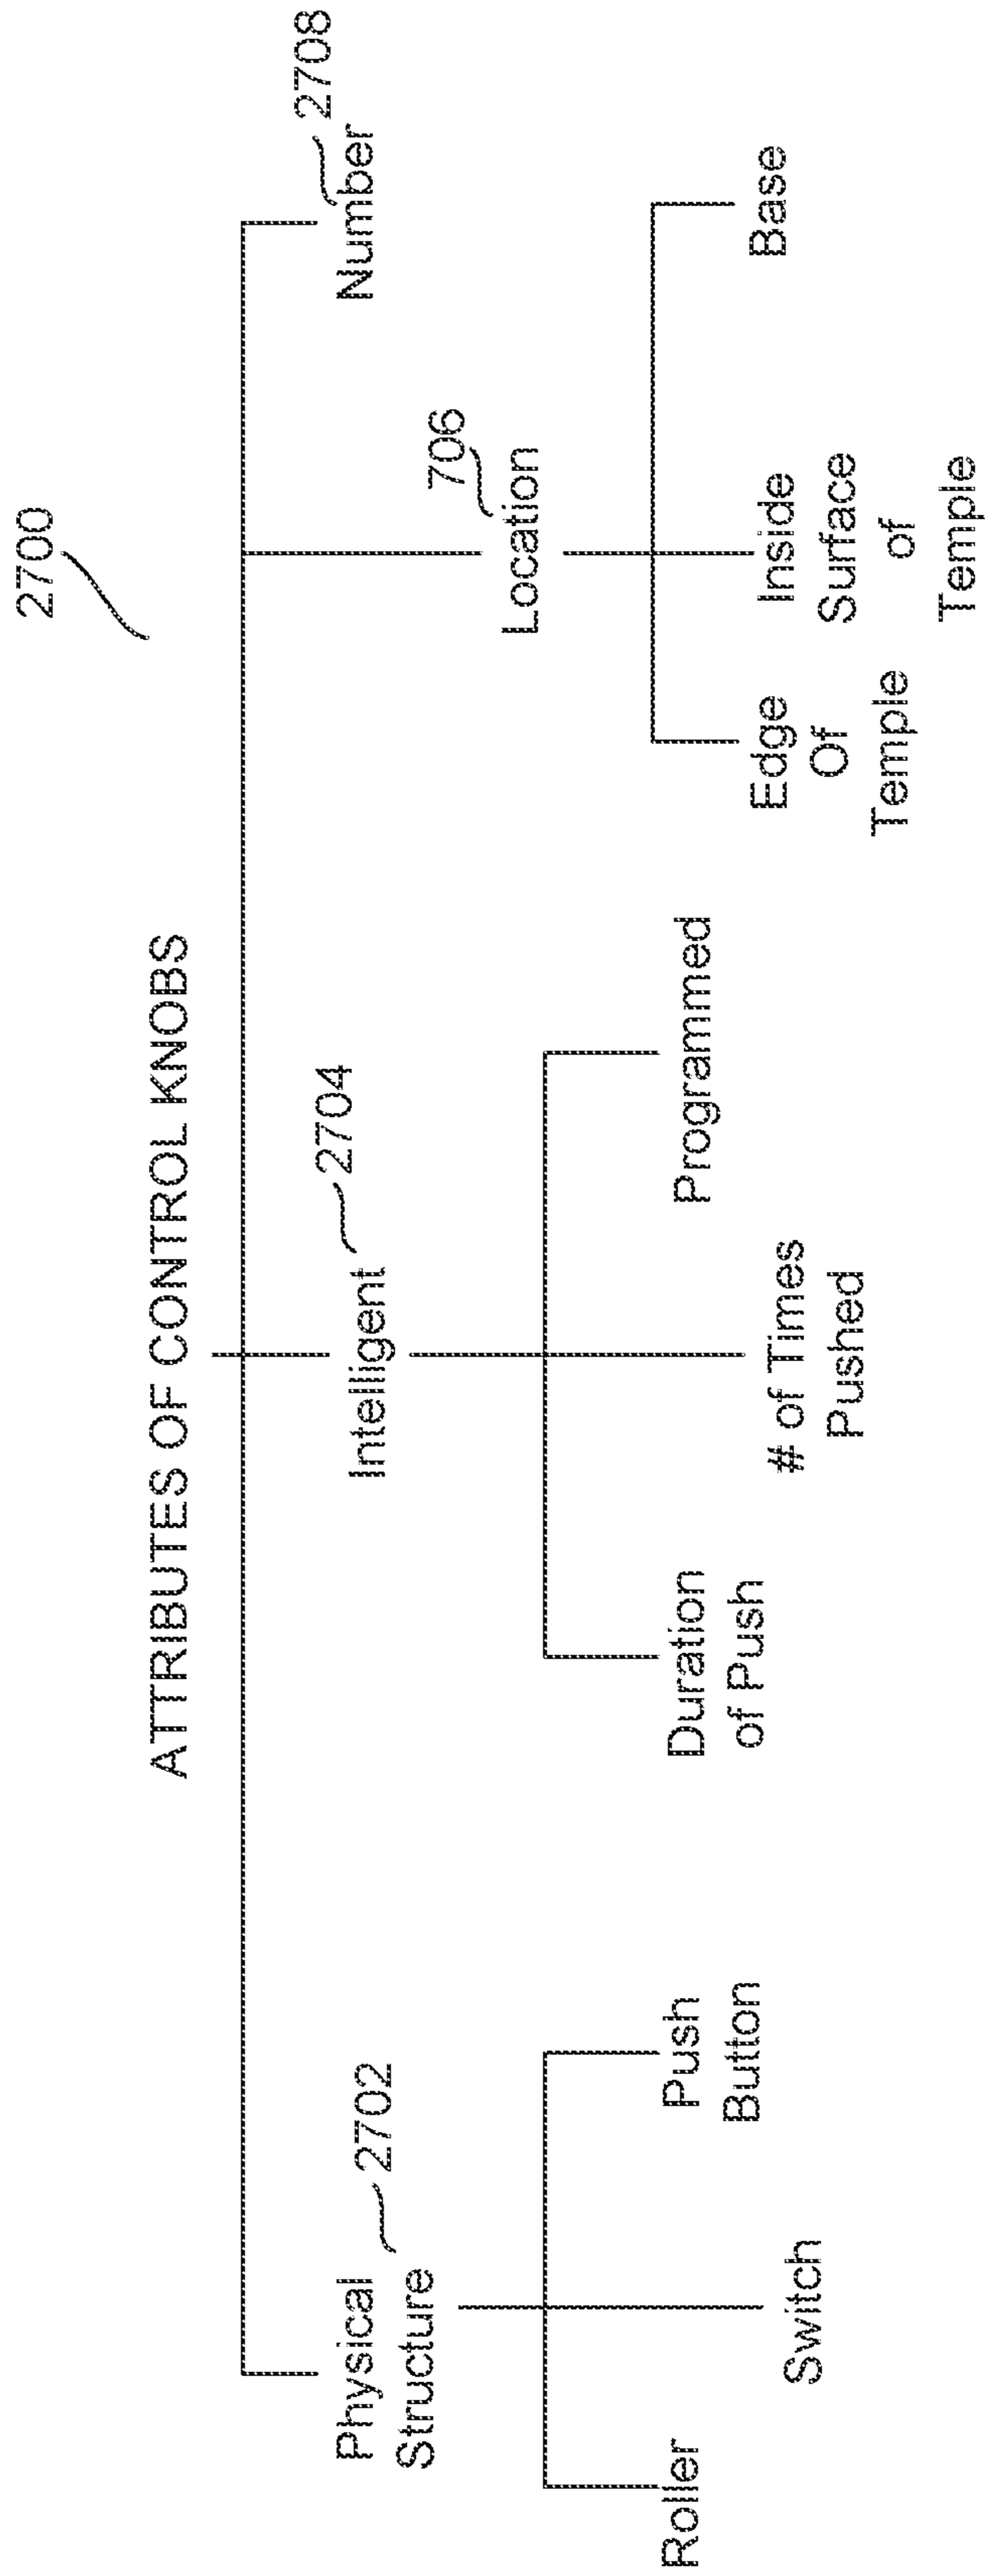 2700
ATTRIBUTES OF CONTROL KNOBS
Physical
Structure
2702
Intelligent
2704
Location
706
Number
2708
Roller
Switch
Push
Button
Duration
of Push
# of Times
Pushed
Programmed
Edge
Of
Temple
Inside
Surface
of
Temple
Base